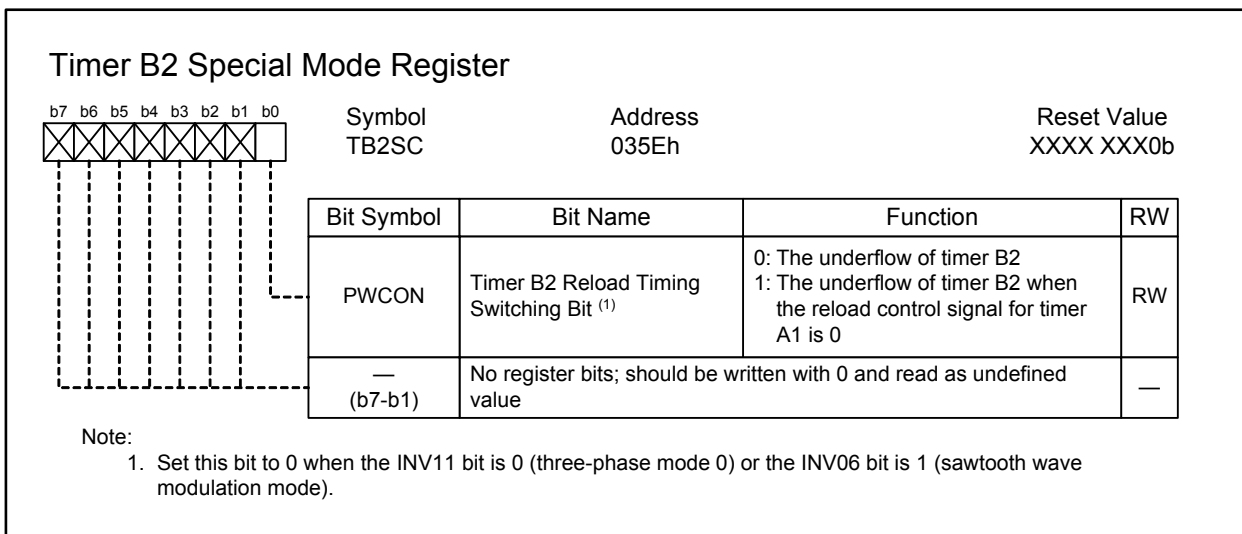 Timer B2 Special Mode Register
b7 b6 b5 b4 b3 b2 b1 b0
Symbol Address Reset Value
TB2SC 035Eh XXXX XXX0b
Bit Symbol Bit Name Function RW
PWCON
Timer B2 Reload Timing
Switching Bit (1)
0: The underflow of timer B2
1: The underflow of timer B2 when
the reload control signal for timer
A1 is 0
RW
—
(b7-b1)
No register bits; should be written with 0 and read as undefined
value
—
Note:
1. Set this bit to 0 when the INV11 bit is 0 (three-phase mode 0) or the INV06 bit is 1 (sawtooth wave
modulation mode).